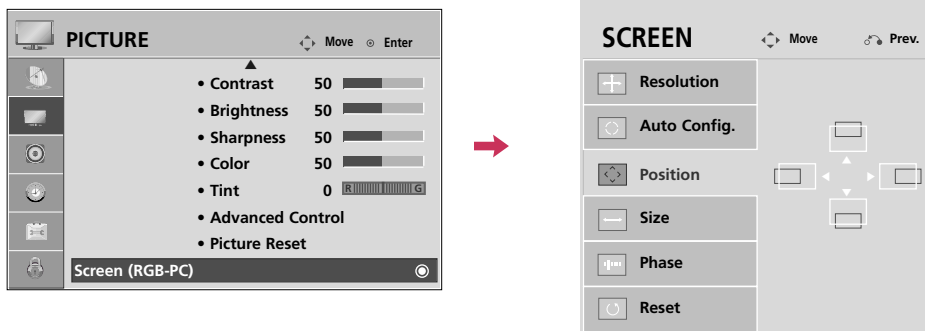 PICTURE
Move
Enter
• Contrast 50
• Brightness 50
• Sharpness 50
• Color 50
• Tint 0 R G
• Advanced Control
• Picture Reset
Screen (RGB-PC)
SCREEN
Move
Prev.
Resolution
Auto Config.
Position
Size
Phase
Reset